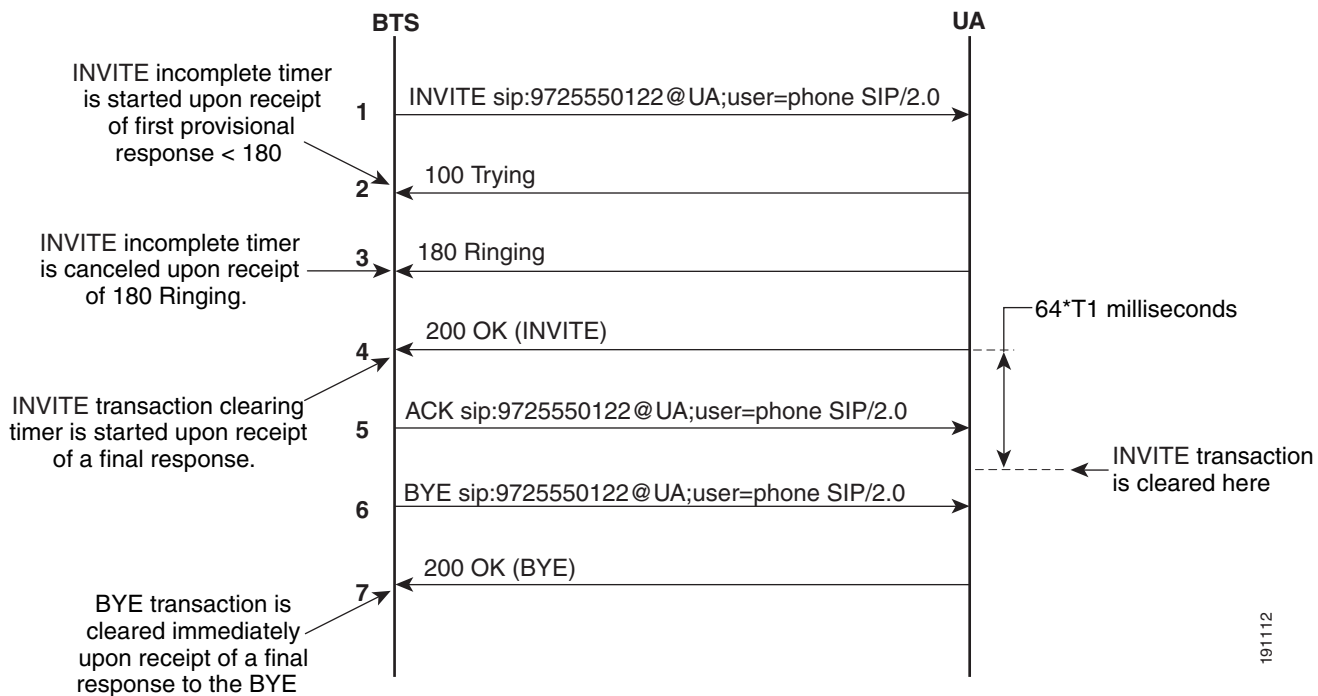 BTS
UA
INVITE incomplete timer
is started upon receipt
of first provisional
response < 180
1
INVITE sip:9725550122@UA;user=phone SIP/2.0
2
100 Trying
INVITE incomplete timer
is canceled upon receipt
of 180 Ringing.
3
180 Ringing
64*T1 milliseconds
4
200 OK (INVITE)
INVITE transaction clearing
timer is started upon receipt
of a final response.
5
ACK sip:9725550122@UA;user=phone SIP/2.0
INVITE transaction
is cleared here
6
BYE sip:9725550122@UA;user=phone SIP/2.0
7
200 OK (BYE)
BYE transaction is
cleared immediately
upon receipt of a final
response to the BYE
191112